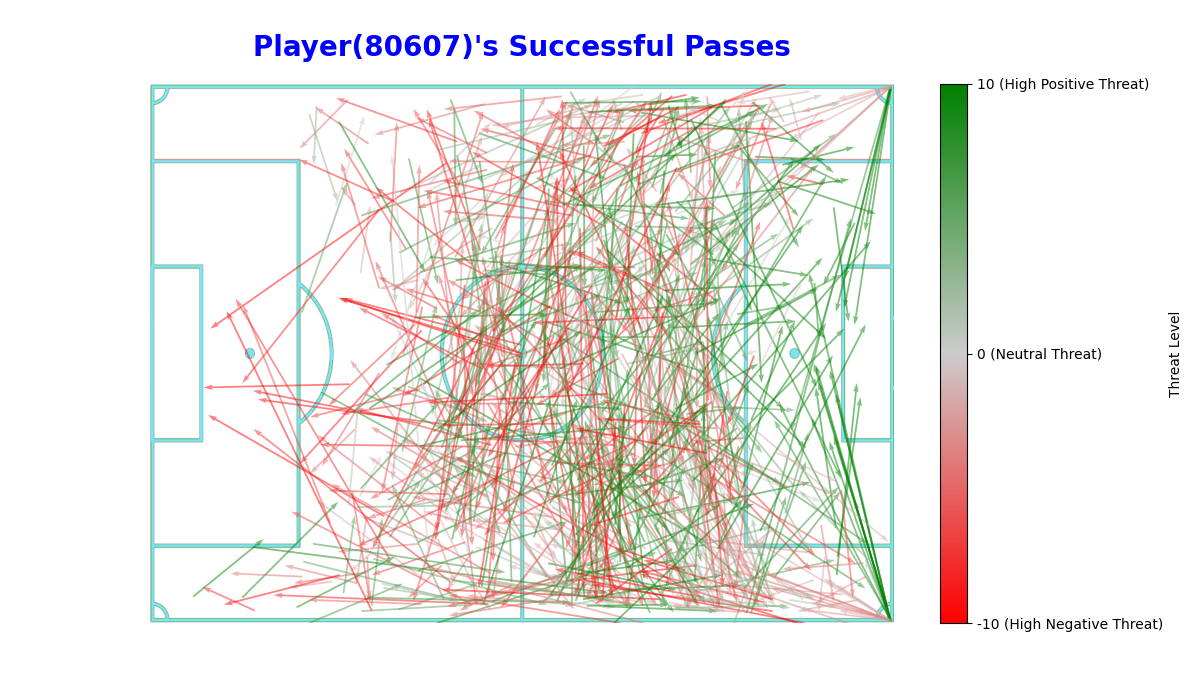 Player(80607)'s Successful Passes
10 (High Positive Threat)
0 (Neutral Threat)
-10 (High Negative Threat)
Threat Level